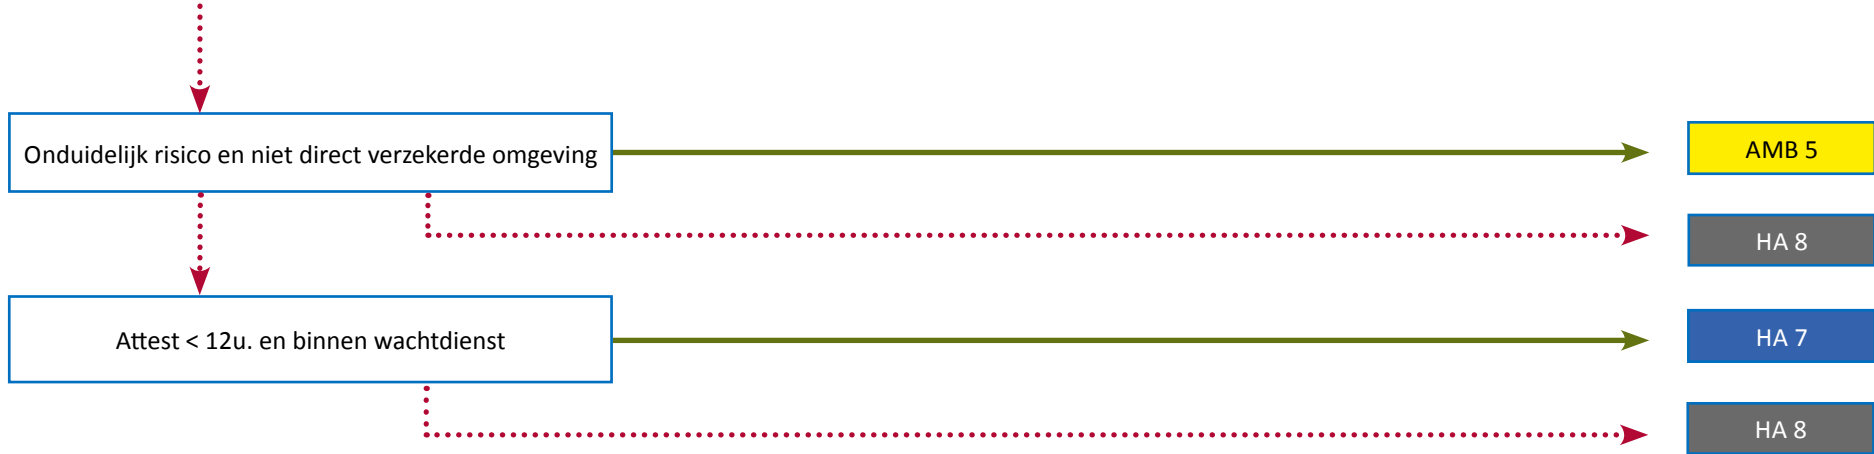 Onduidelijk risico en niet direct verzekerde omgeving
AMB 5
HA 8
Attest < 12u. en binnen wachtdienst
HA 7
HA 8